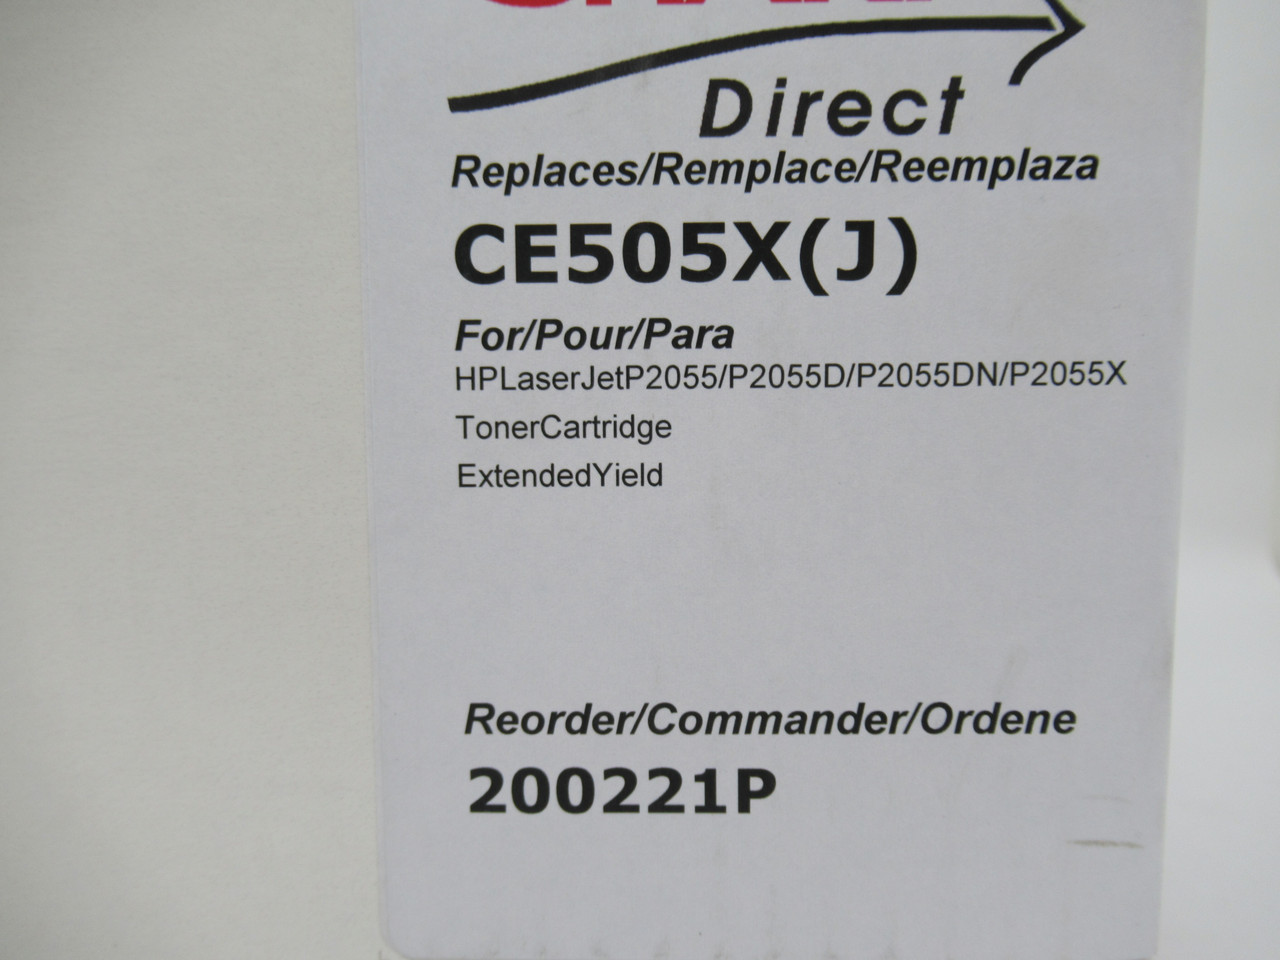 Direct
Replaces/Remplace/Reemplaza
CE505X(J)
For/Pour/Para
HPLaserJetP2055/P2055D/P2055DN/P2055X
TonerCartridge
ExtendedYield
Reorder/Commander/Ordene
200221P